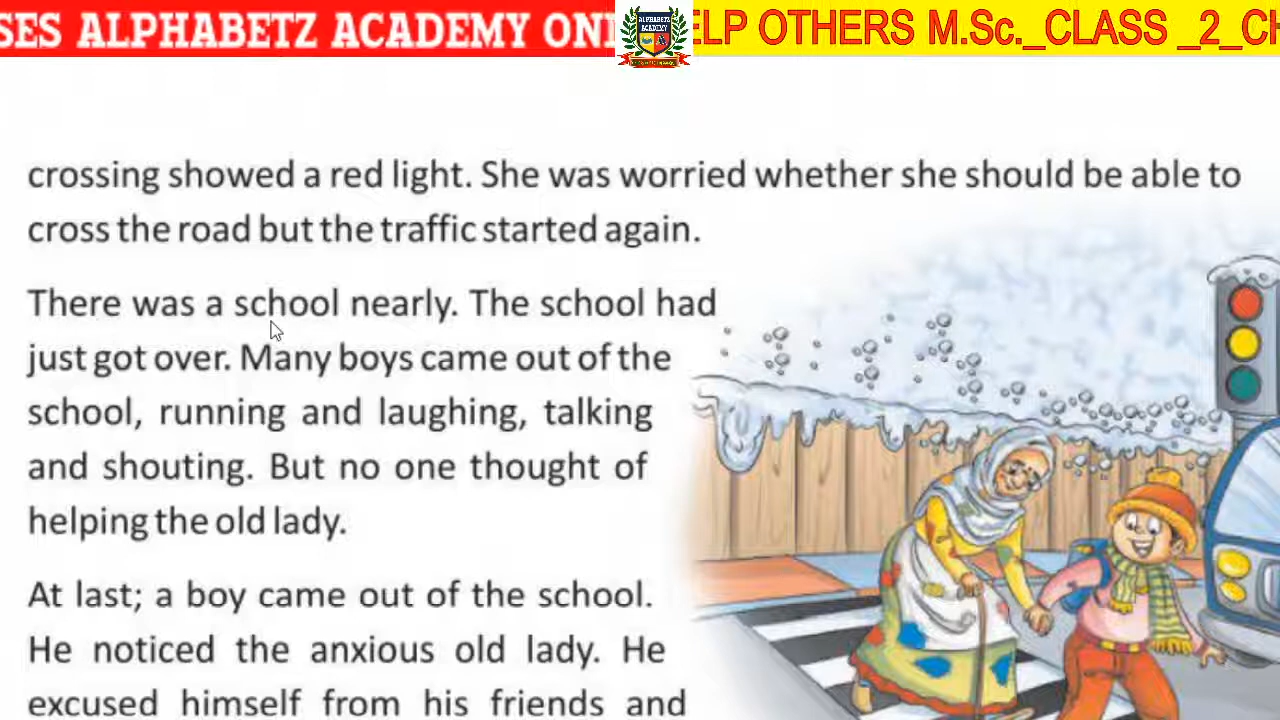 SES ALPHABETZ ACADEMY ONL
ALPHABETZ
ACADEMY
ELP OTHERS M.Sc._CLASS _2_CH
crossing showed a red light. She was worried whether she should be able to
cross the road but the traffic started again.
There was a school nearly. The school had
just got over. Many boys came out of the
school, running and laughing, talking
and shouting. But no one thought of
helping the old lady.
At last; a boy came out of the school.
He noticed the anxious old lady. He
excused himself from his friends and